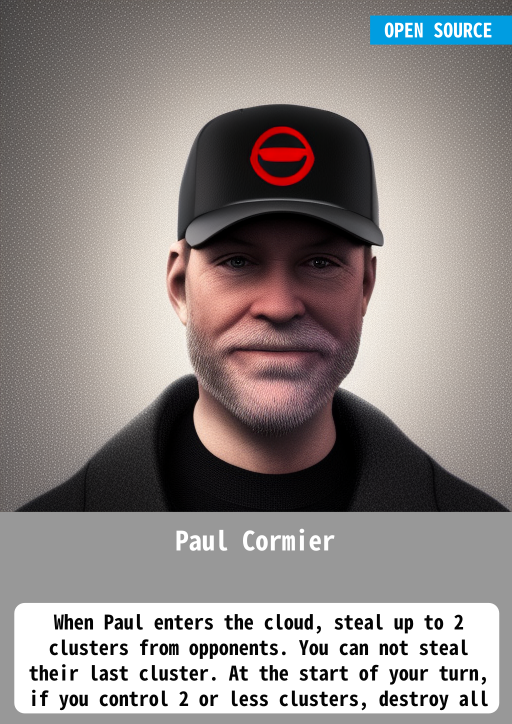 OPEN SOURCE
Paul Cormier
When Paul enters the cloud, steal up to 2
clusters from opponents. You can not steal
their last cluster. At the start of your turn,
if you control 2 or less clusters, destroy all